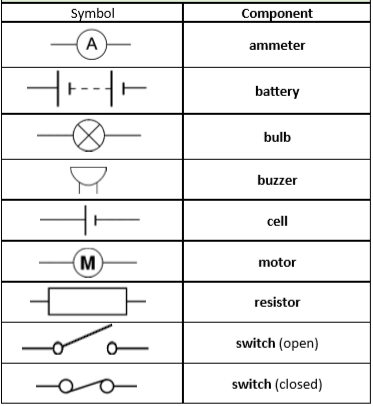 Symbol Component
A ammeter
battery
bulb
buzzer
cell
M motor
resistor
switch (open)
switch (closed)